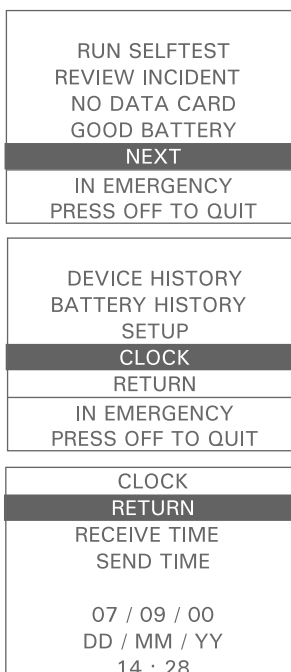 RUN SELFTEST
REVIEW INCIDENT
NO DATA CARD
GOOD BATTERY
NEXT
IN EMERGENCY
PRESS OFF TO QUIT
DEVICE HISTORY
BATTERY HISTORY
SETUP
CLOCK
RETURN
IN EMERGENCY
PRESS OFF TO QUIT
CLOCK
RETURN
RECEIVE TIME
SEND TIME
07 / 09 / 00
DD / MM / YY
14 : 28